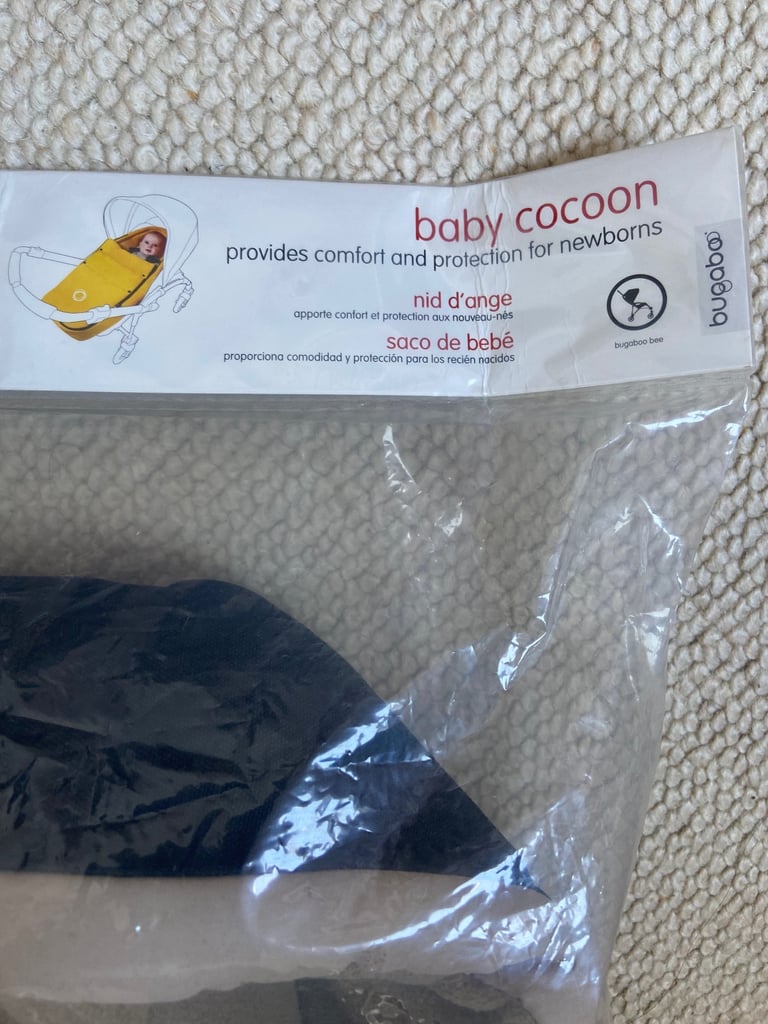 baby cocoon
provides comfort and protection for newborns
nid d'ange
apporte confort et protection aux nouveau-nés
saco de bebé
proporciona comodidad y protección para los recién nacidos
bugaboo bee
bugaboo